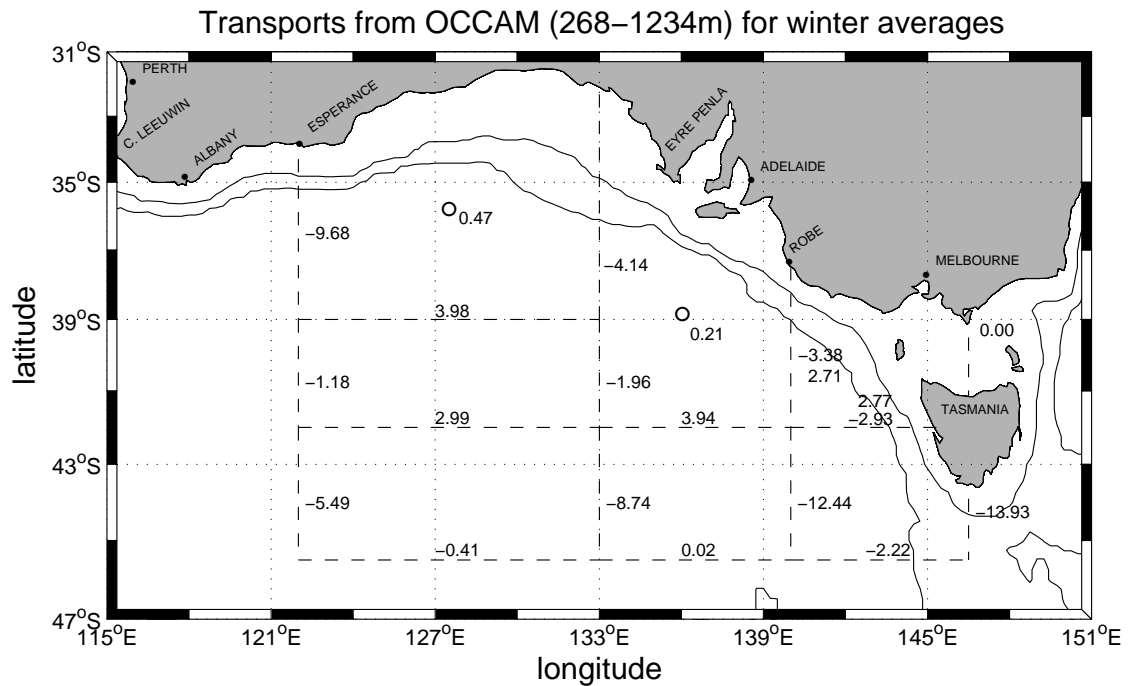 Transports from OCCAM (268−1234m) for winter averages
31°S
PERTH
C. LEEUWIN
ALBANY
ESPERANCE
EYRE PENLA
ADELAIDE
35°S
0.47
−9.68
ROBE
−4.14
MELBOURNE
latitude
39°S
3.98
0.21
0.00
−3.38
2.71
−1.18
−1.96
2.77
TASMANIA
2.99
3.94
−2.93
43°S
−5.49
−8.74
−12.44
−13.93
−0.41
0.02
−2.22
47°S
115°E 121°E 127°E 133°E 139°E 145°E 151°E
longitude